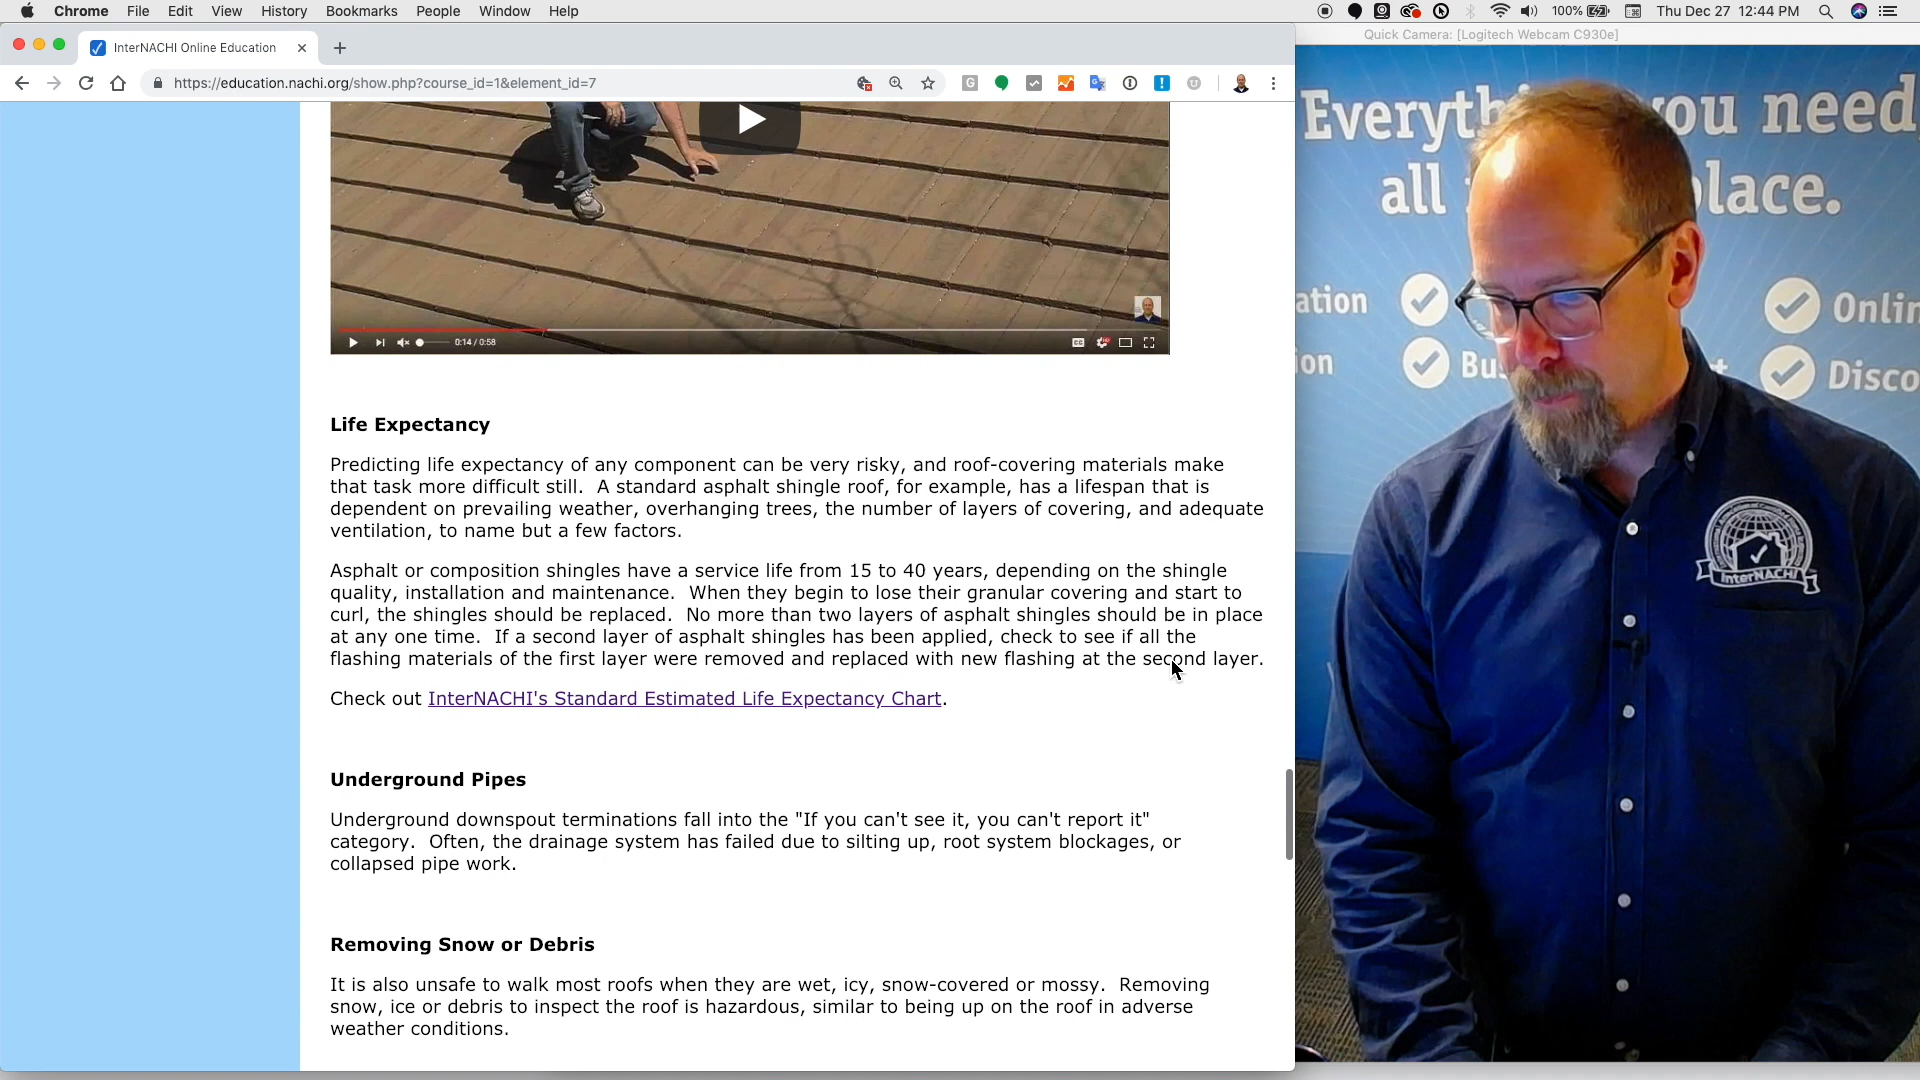 Chrome File Edit View History Bookmarks People Window Help
100% Thu Dec 27 12:44 PM
Quick Camera: [Logitech Webcam C930e]
InterNACHI Online Education
https://education.nachi.org/show.php?course_id=1&element_id=7
0:14 / 0:58
Life Expectancy
Predicting life expectancy of any component can be very risky, and roof-covering materials make
that task more difficult still. A standard asphalt shingle roof, for example, has a lifespan that is
dependent on prevailing weather, overhanging trees, the number of layers of covering, and adequate
ventilation, to name but a few factors.
Asphalt or composition shingles have a service life from 15 to 40 years, depending on the shingle
quality, installation and maintenance. When they begin to lose their granular covering and start to
curl, the shingles should be replaced. No more than two layers of asphalt shingles should be in place
at any one time. If a second layer of asphalt shingles has been applied, check to see if all the
flashing materials of the first layer were removed and replaced with new flashing at the second layer.
Check out InterNACHI's Standard Estimated Life Expectancy Chart.
Underground Pipes
Underground downspout terminations fall into the "If you can't see it, you can't report it"
category. Often, the drainage system has failed due to silting up, root system blockages, or
collapsed pipe work.
Removing Snow or Debris
It is also unsafe to walk most roofs when they are wet, icy, snow-covered or mossy. Removing
snow, ice or debris to inspect the roof is hazardous, similar to being up on the roof in adverse
weather conditions.
Everyth you need
all place.
ation Onlin
ion Bus t Disco
InterNACHI